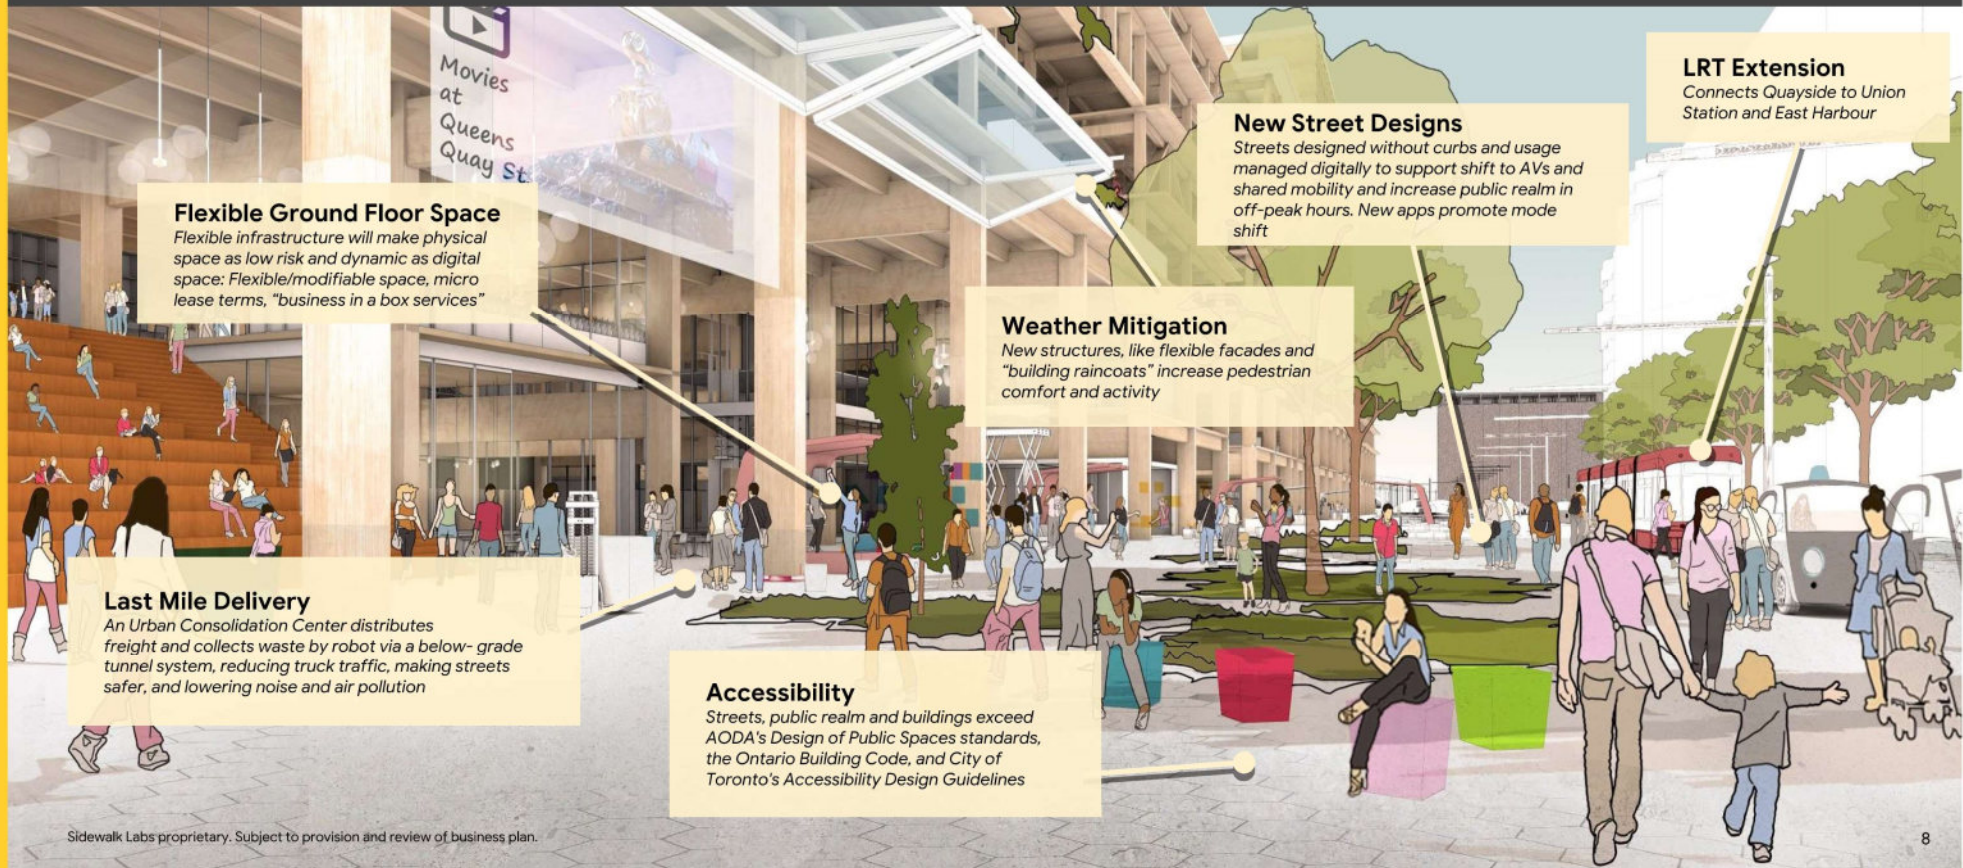 Movies
at
Queens
Quay St.
LRT Extension
Connects Quayside to Union
Station and East Harbour
New Street Designs
Streets designed without curbs and usage
managed digitally to support shift to AVs and
shared mobility and increase public realm in
off-peak hours. New apps promote mode
shift
Flexible Ground Floor Space
Flexible infrastructure will make physical
space as low risk and dynamic as digital
space: Flexible/modifiable space, micro
lease terms, “business in a box services”
Weather Mitigation
New structures, like flexible facades and
“building raincoats” increase pedestrian
comfort and activity
Last Mile Delivery
An Urban Consolidation Center distributes
freight and collects waste by robot via a below- grade
tunnel system, reducing truck traffic, making streets
safer, and lowering noise and air pollution
Accessibility
Streets, public realm and buildings exceed
AODA's Design of Public Spaces standards,
the Ontario Building Code, and City of
Toronto's Accessibility Design Guidelines
Sidewalk Labs proprietary. Subject to provision and review of business plan.
8